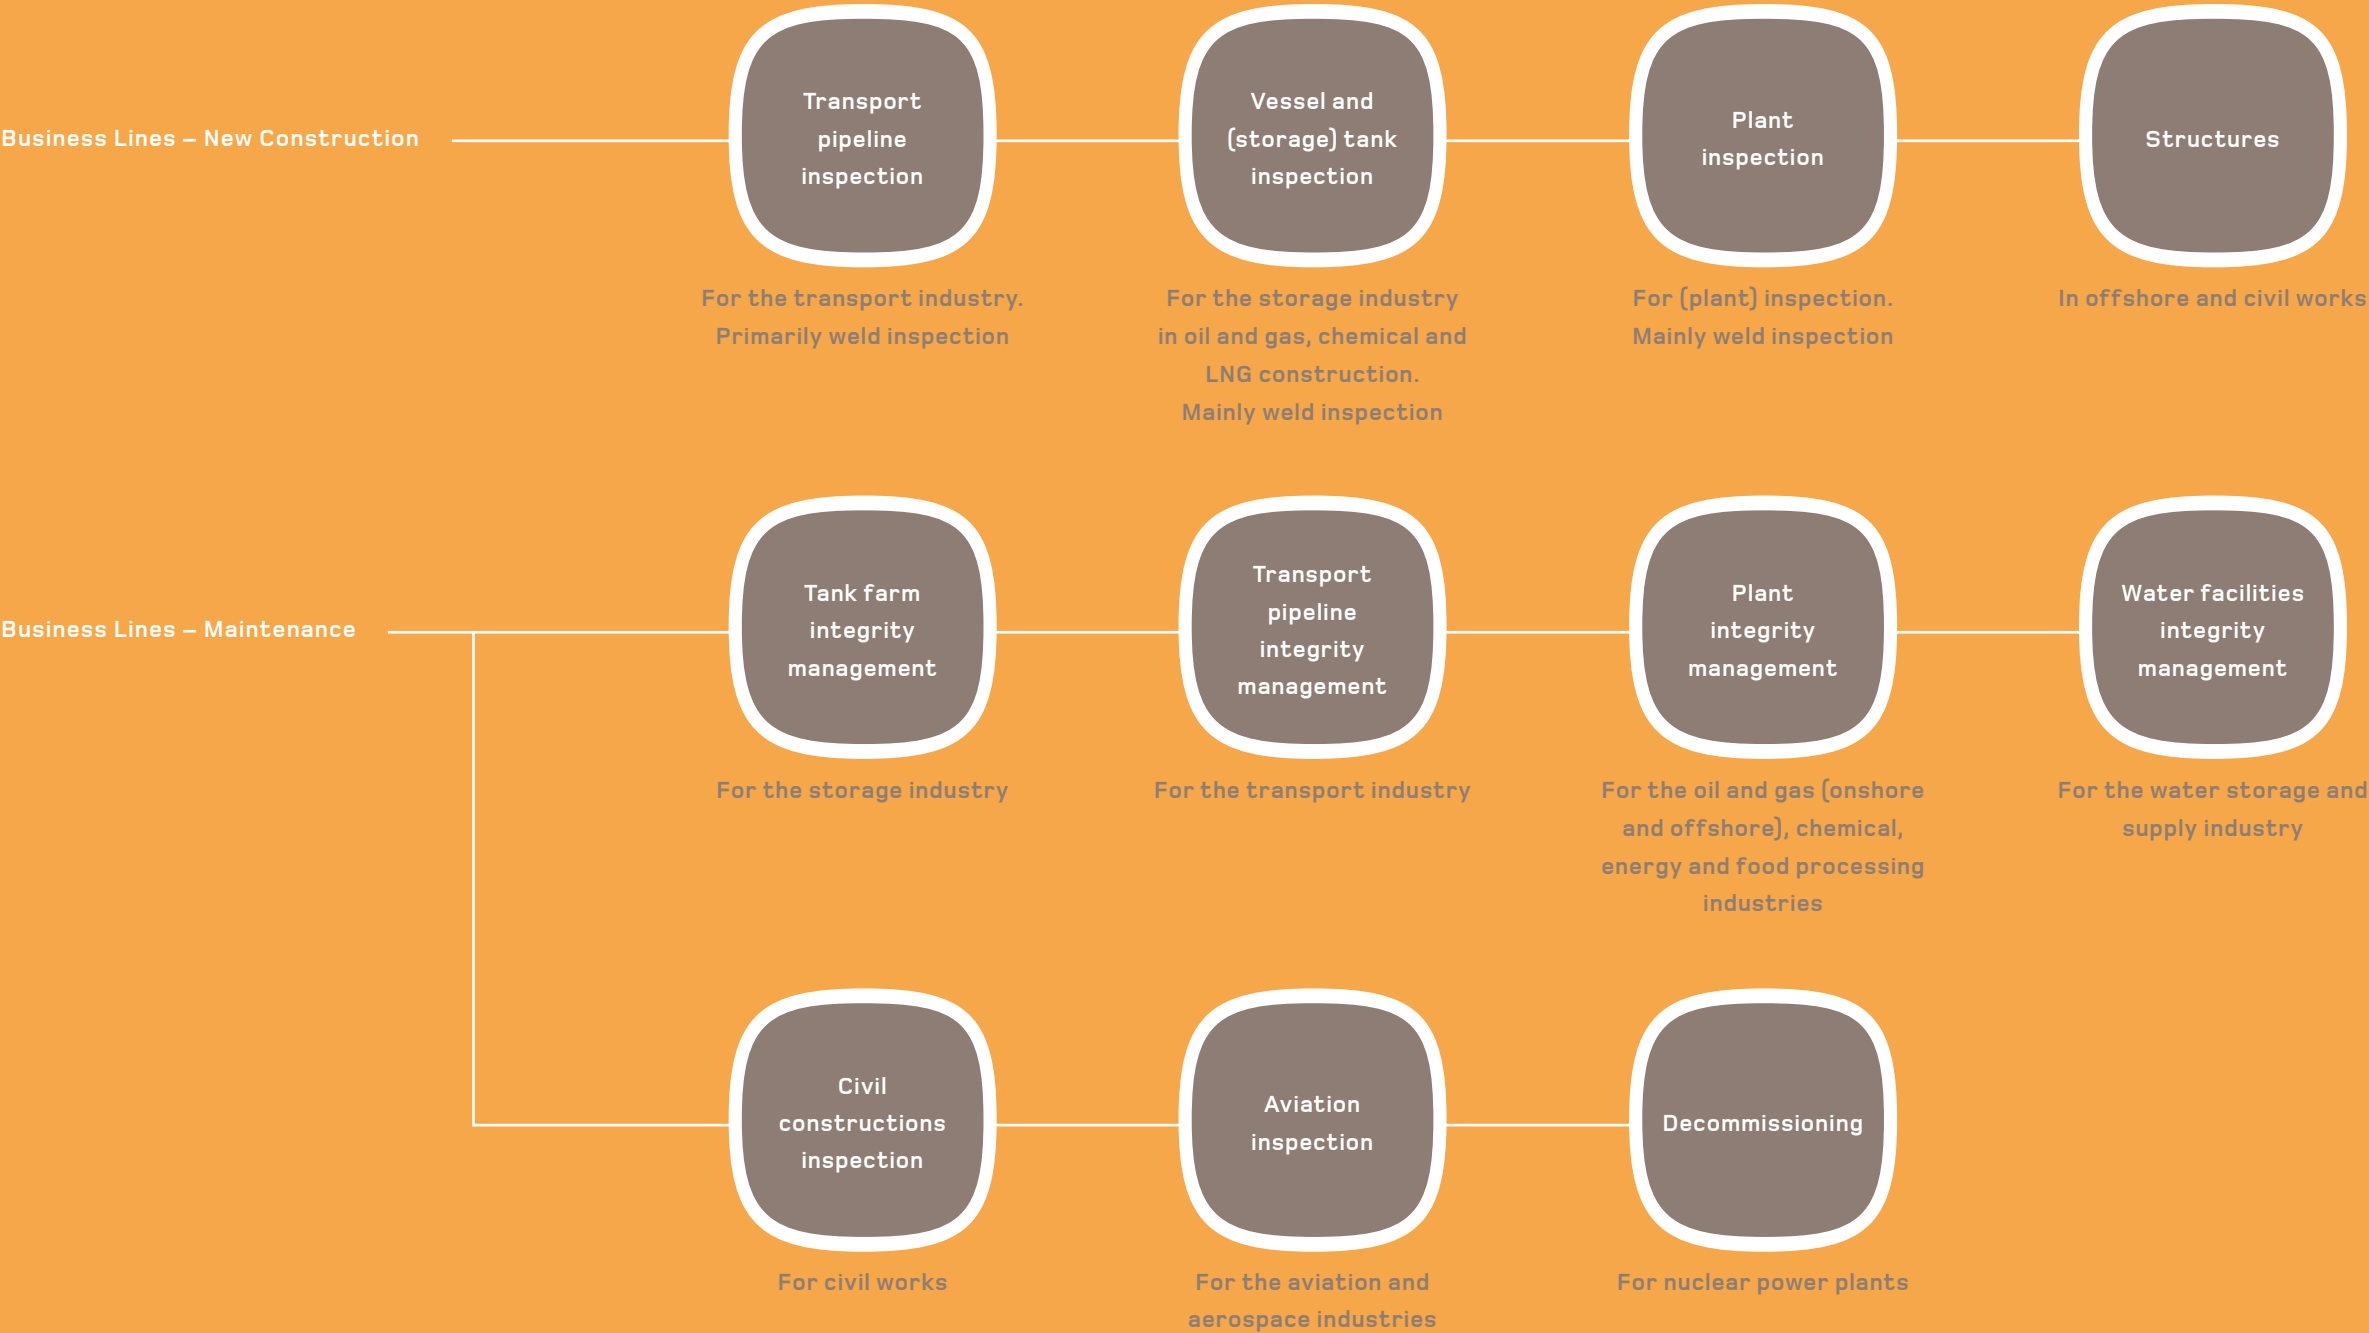 Business Lines – New Construction
Transport
pipeline
inspection
For the transport industry.
Primarily weld inspection
Vessel and
(storage) tank
inspection
For the storage industry
in oil and gas, chemical and
LNG construction.
Mainly weld inspection
Plant
inspection
For (plant) inspection.
Mainly weld inspection
Structures
In offshore and civil works
Business Lines – Maintenance
Tank farm
integrity
management
For the storage industry
Transport
pipeline
integrity
management
For the transport industry
Plant
integrity
management
For the oil and gas (onshore
and offshore), chemical,
energy and food processing
industries
Water facilities
integrity
management
For the water storage and
supply industry
Civil
constructions
inspection
For civil works
Aviation
inspection
For the aviation and
aerospace industries
Decommissioning
For nuclear power plants